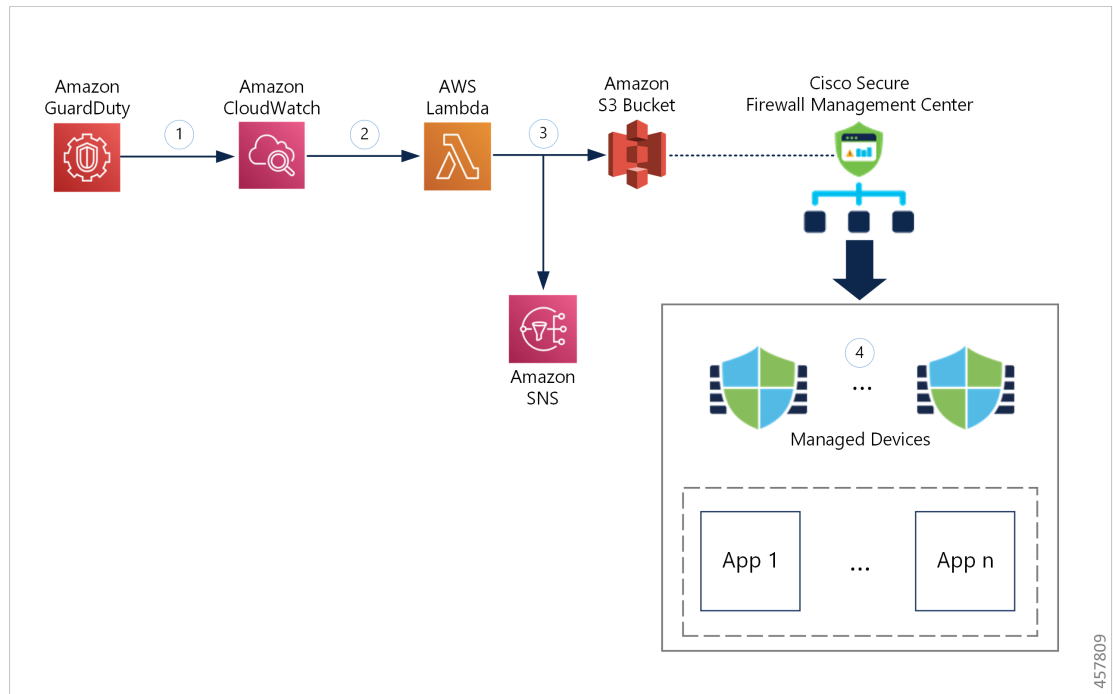 Amazon
GuardDuty
Amazon
CloudWatch
AWS
Lambda
Amazon
S3 Bucket
Cisco Secure
Firewall Management Center
1
2
3
Amazon
SNS
4
...
Managed Devices
App 1
...
App n
457809